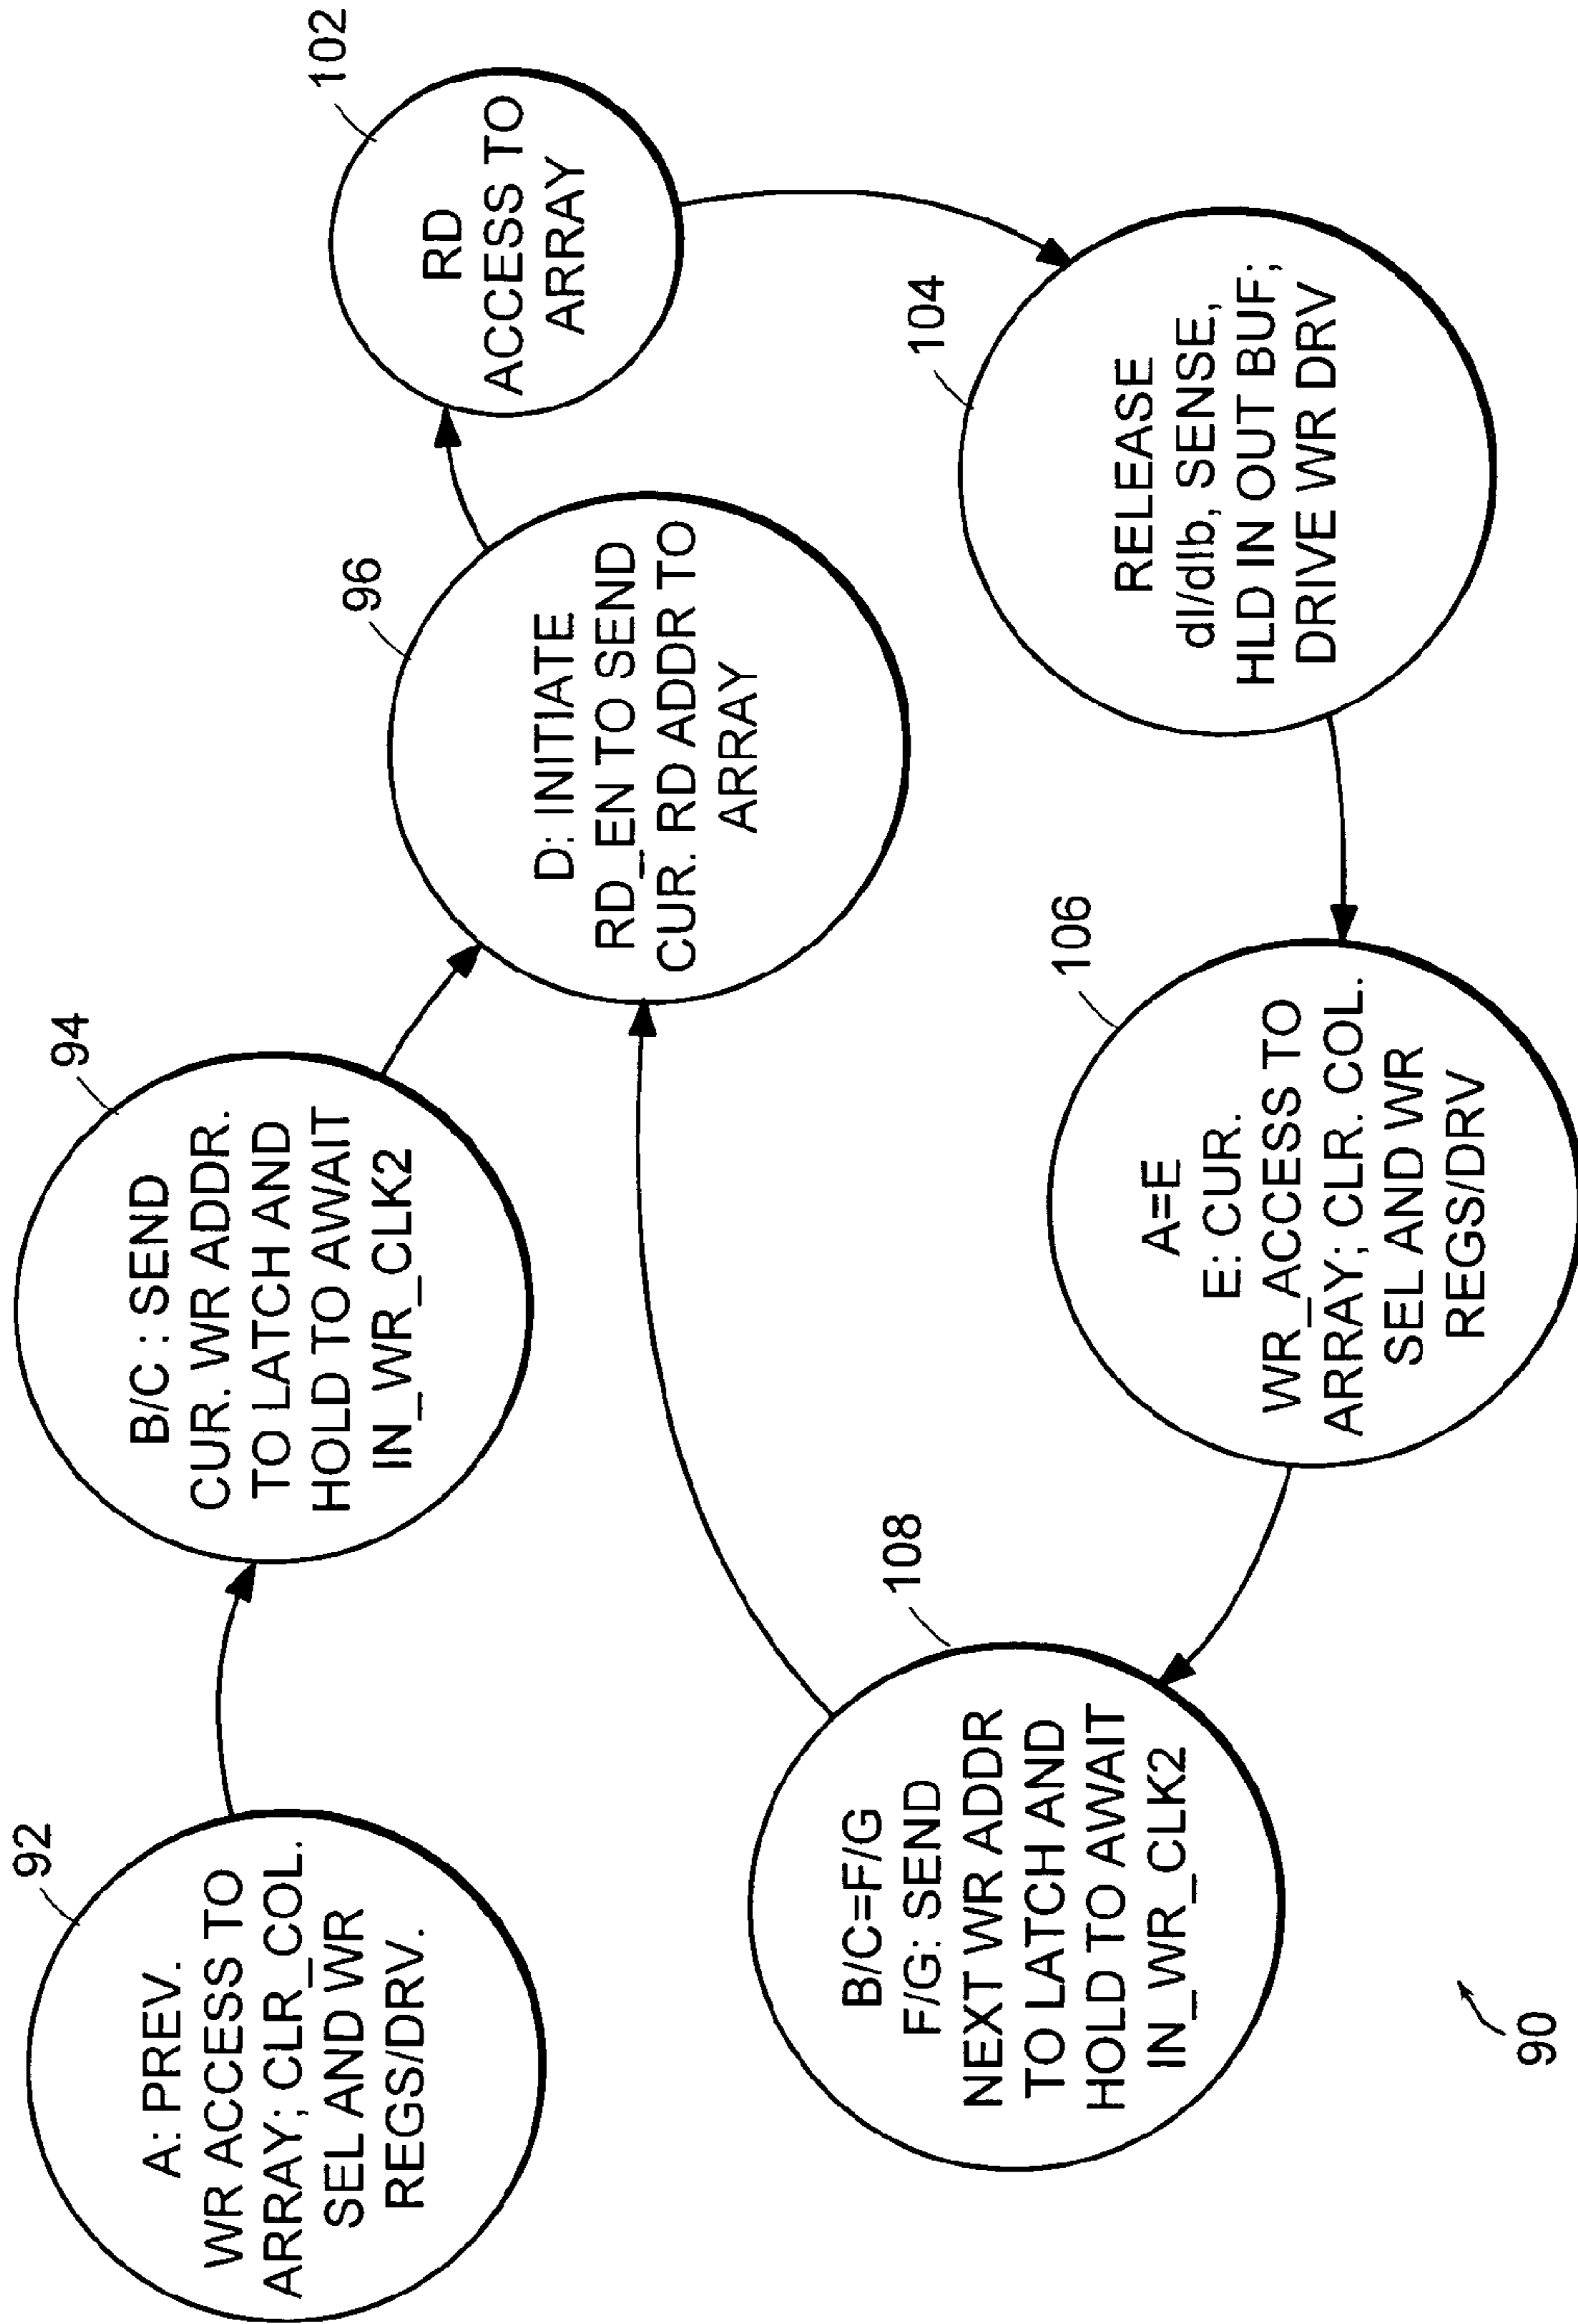 92
A: PREV.
WR ACCESS TO
ARRAY; CLR_COL.
SEL AND WR
REGS/DRV.
94
B/C : SEND
CUR. WR ADDR.
TO LATCH AND
HOLD TO AWAIT
IN_WR_CLK2
96
D: INITIATE
RD_EN TO SEND
CUR. RD ADDR TO
ARRAY
102
RD
ACCESS TO
ARRAY
104
RELEASE
dl/dlb, SENSE,
HLD IN OUT BUF;
DRIVE WR DRV
106
A=E
E: CUR.
WR_ACCESS TO
ARRAY; CLR. COL.
SEL AND WR
REGS/DRV
108
B/C=F/G
F/G: SEND
NEXT WR ADDR
TO LATCH AND
HOLD TO AWAIT
IN_WR_CLK2
90